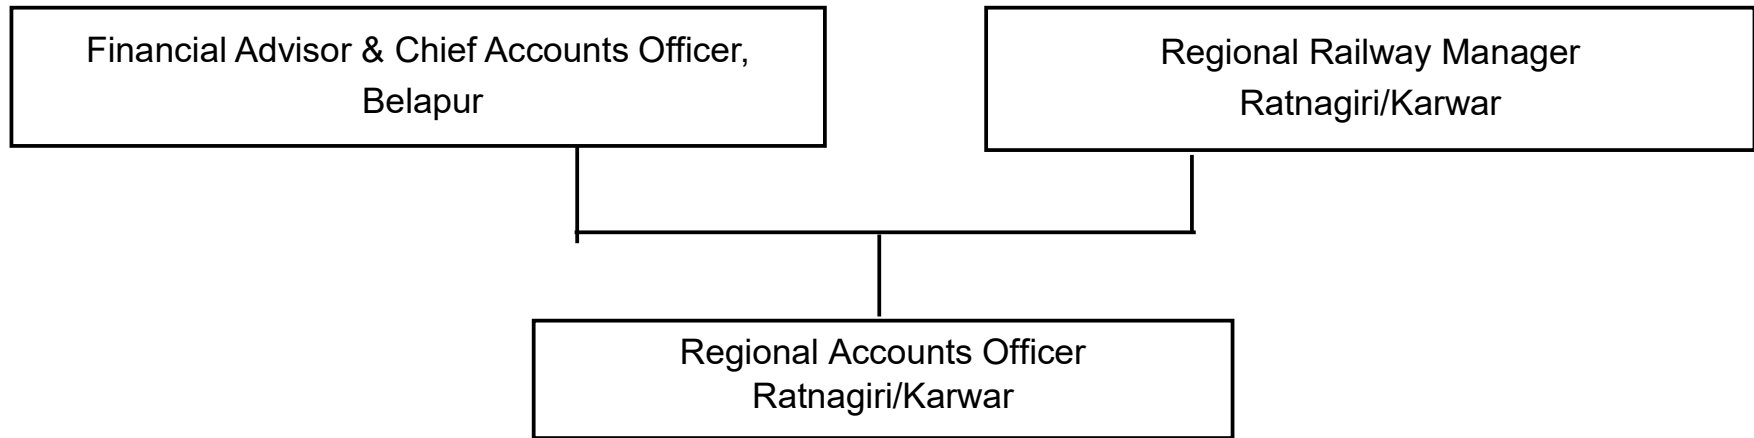 Financial Advisor & Chief Accounts Officer,
Belapur
Regional Railway Manager
Ratnagiri/Karwar
Regional Accounts Officer
Ratnagiri/Karwar